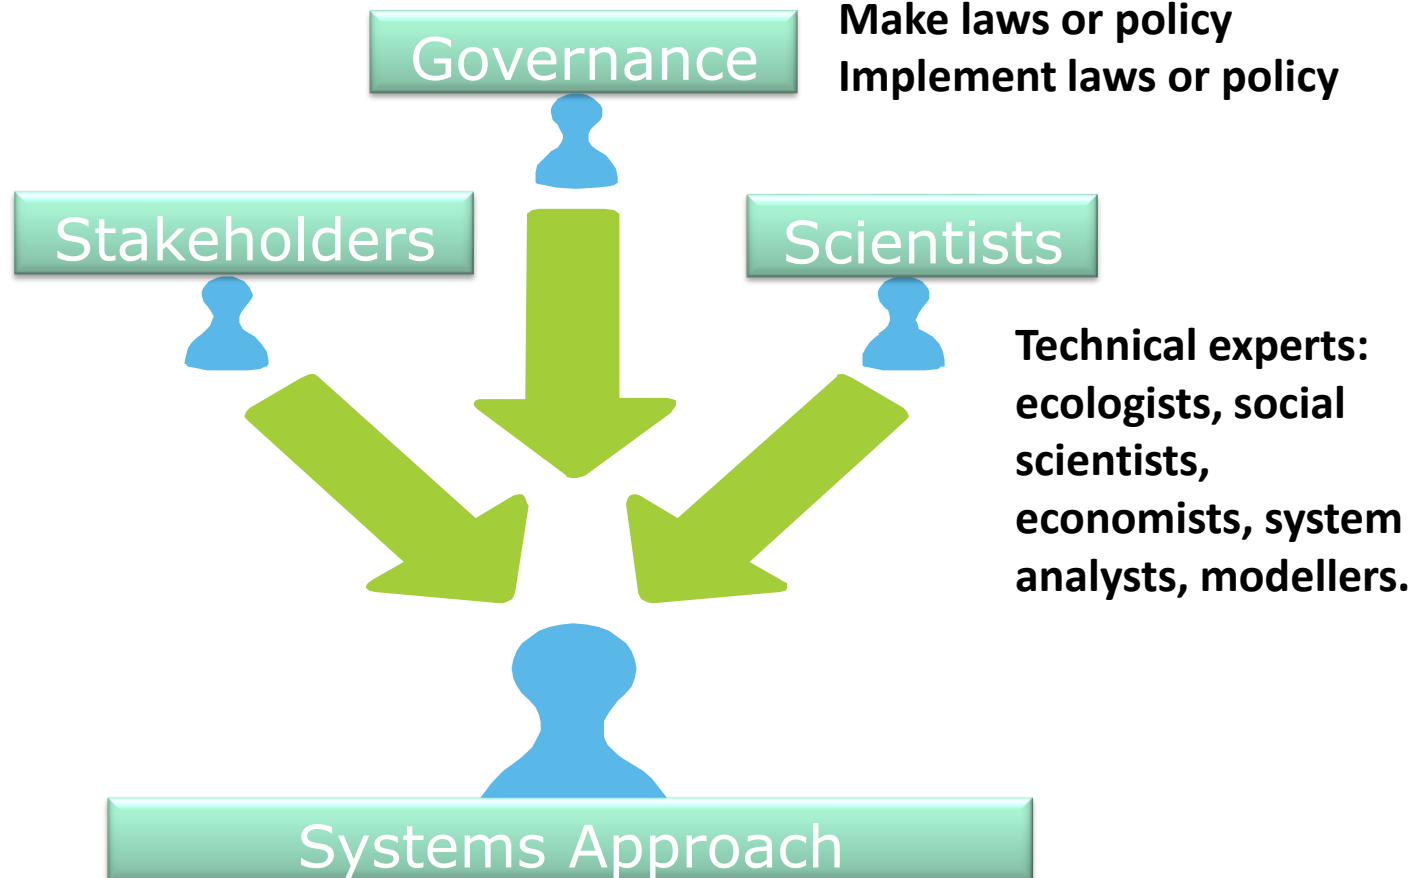 Governance
Make laws or policy
Implement laws or policy
Stakeholders
Scientists
Technical experts:
ecologists, social
scientists,
economists, system
analysts, modellers.
Systems Approach